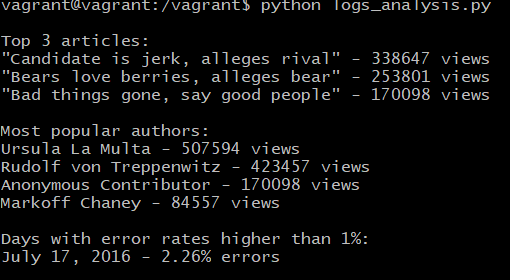 vagrant@vagrant:/vagrant$ python logs_analysis.py
Top 3 articles:
"Candidate is jerk, alleges rival" - 338647 views
"Bears love berries, alleges bear" - 253801 views
"Bad things gone, say good people" - 170098 views
Most popular authors:
Ursula La Multa - 507594 views
Rudolf von Treppenwitz - 423457 views
Anonymous Contributor - 170098 views
Markoff Chaney - 84557 views
Days with error rates higher than 1%:
July 17, 2016 - 2.26% errors